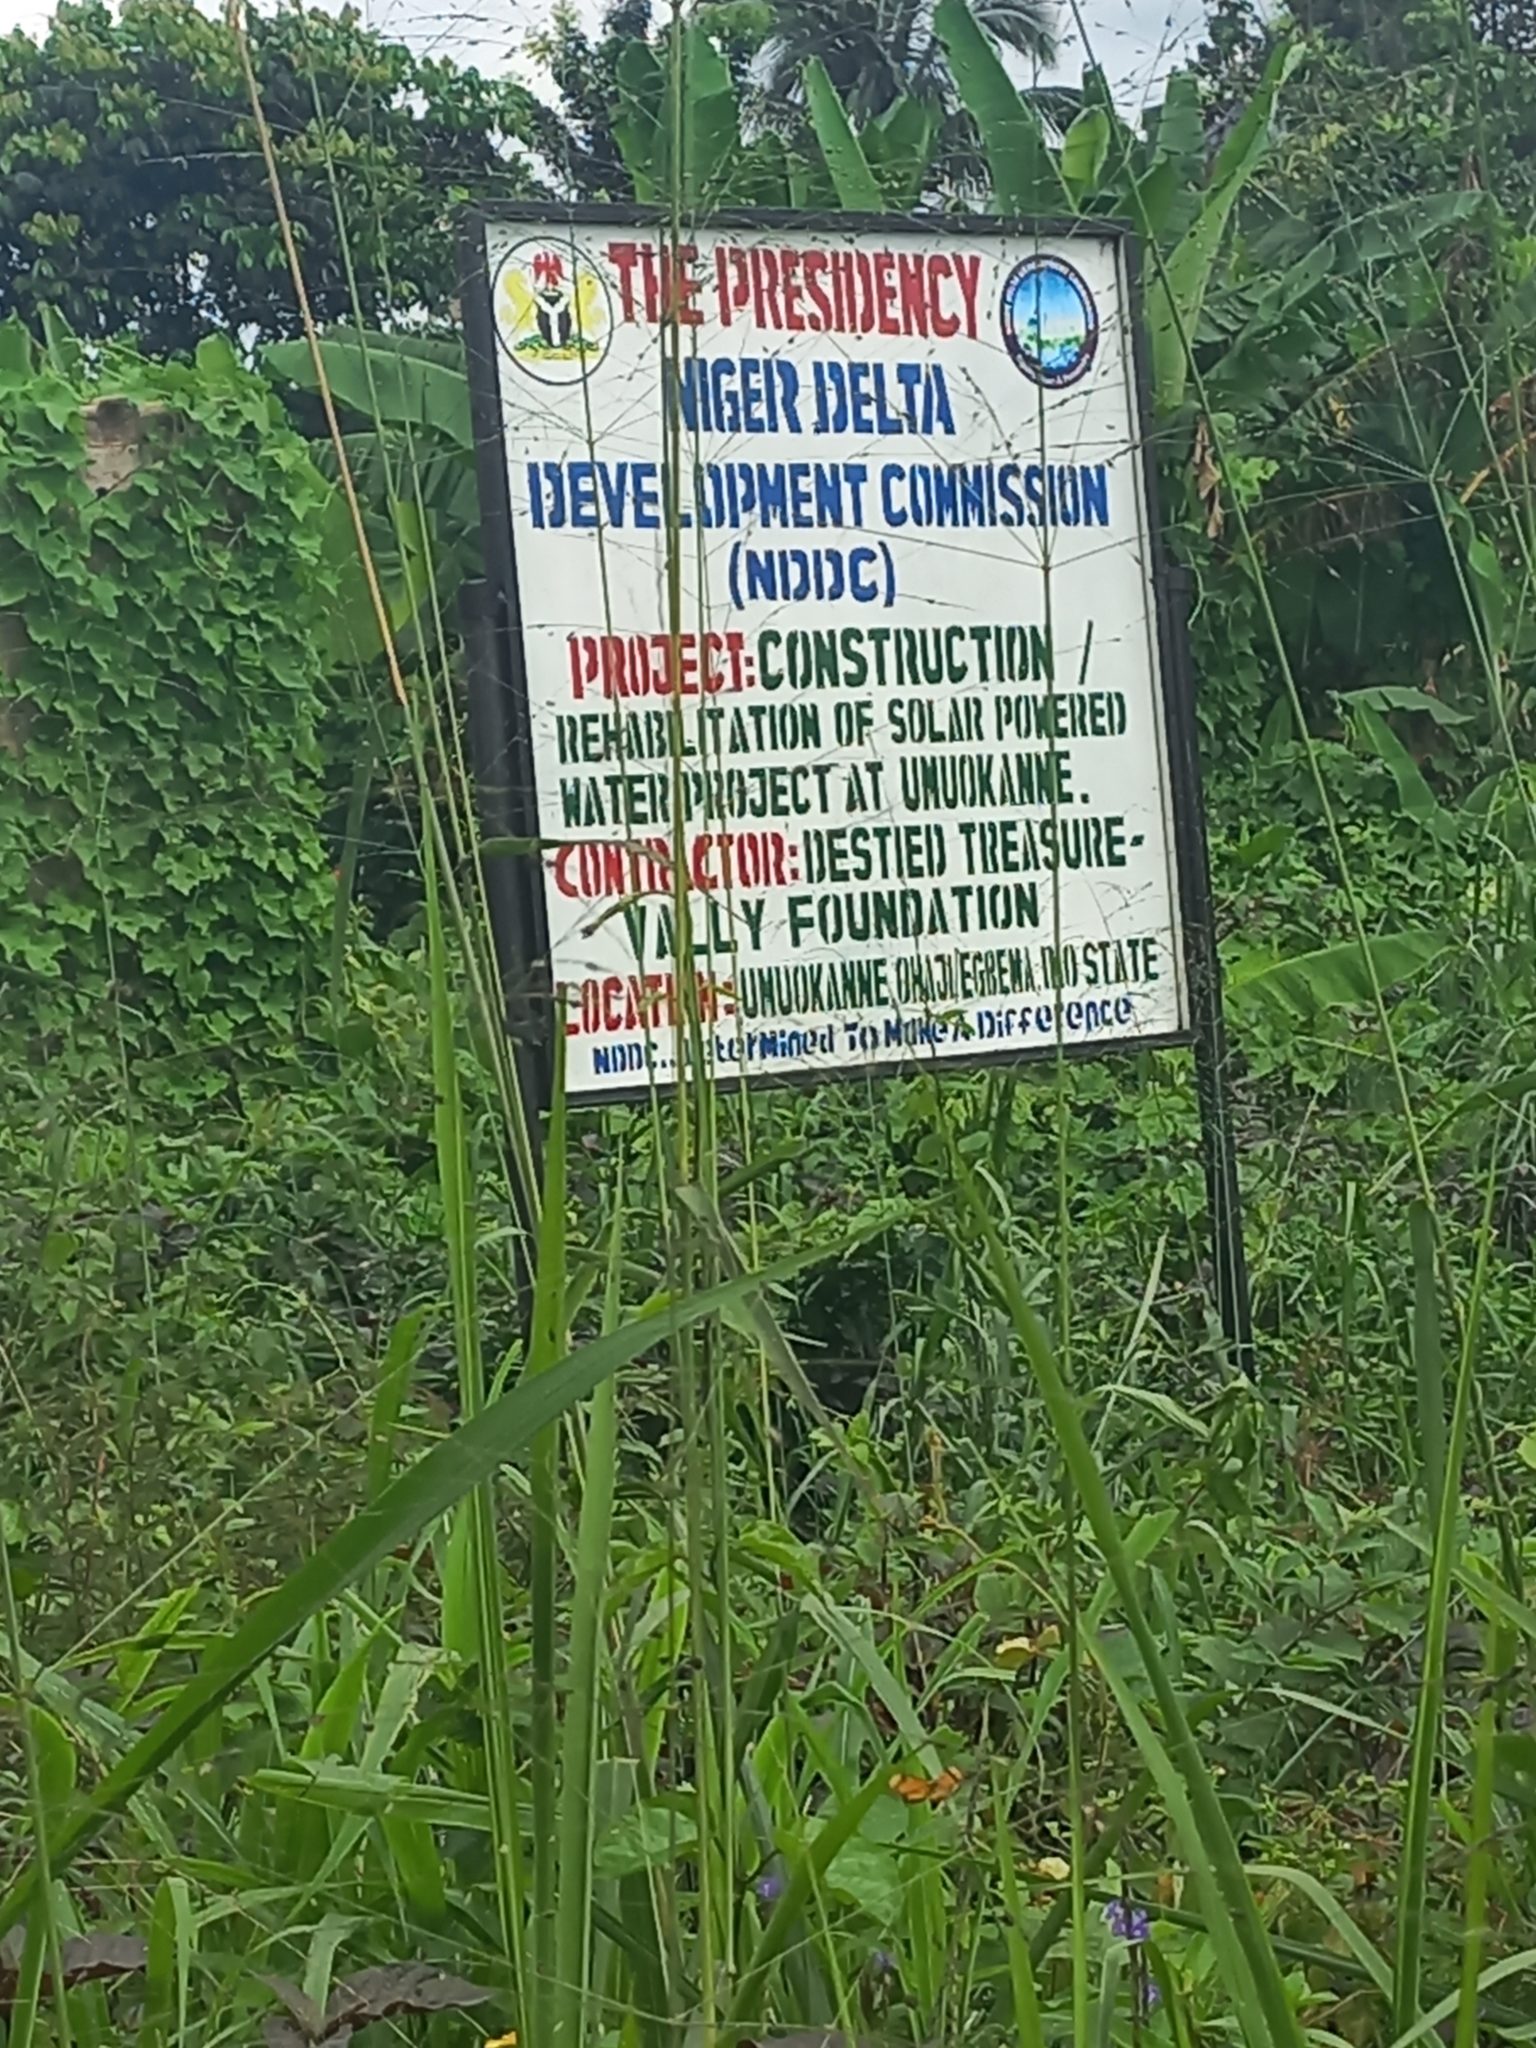 THE PRESIDENCY
NIGER DELTA
DEVELOPMENT COMMISSION
(NDDC)
PROJECT: CONSTRUCTION /
REHABILITATION OF SOLAR POWERED
WATER PROJECT AT UMUOKANNE.
CONTRACTOR: DESTIED TREASURE-
VALLY FOUNDATION
LOCATION: UMUOKANNE, OHAJI/EGBEMA, IMO STATE
NDDC... Determined To Make A Difference